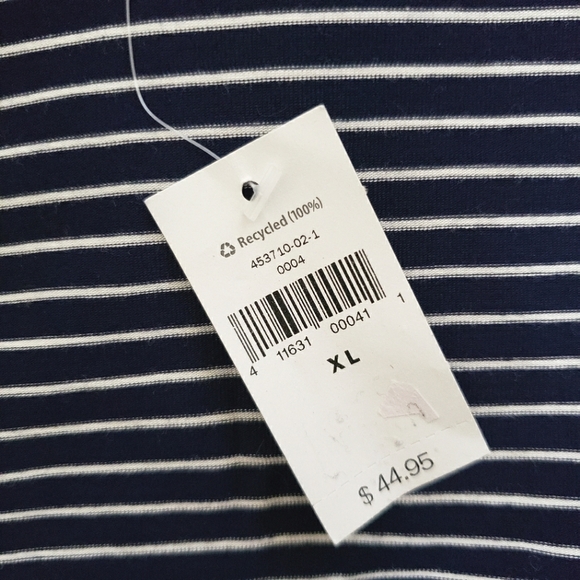 Recycled (100%)
453710-02-1
0004
4 11631 00041 1
XL
$ 44.95